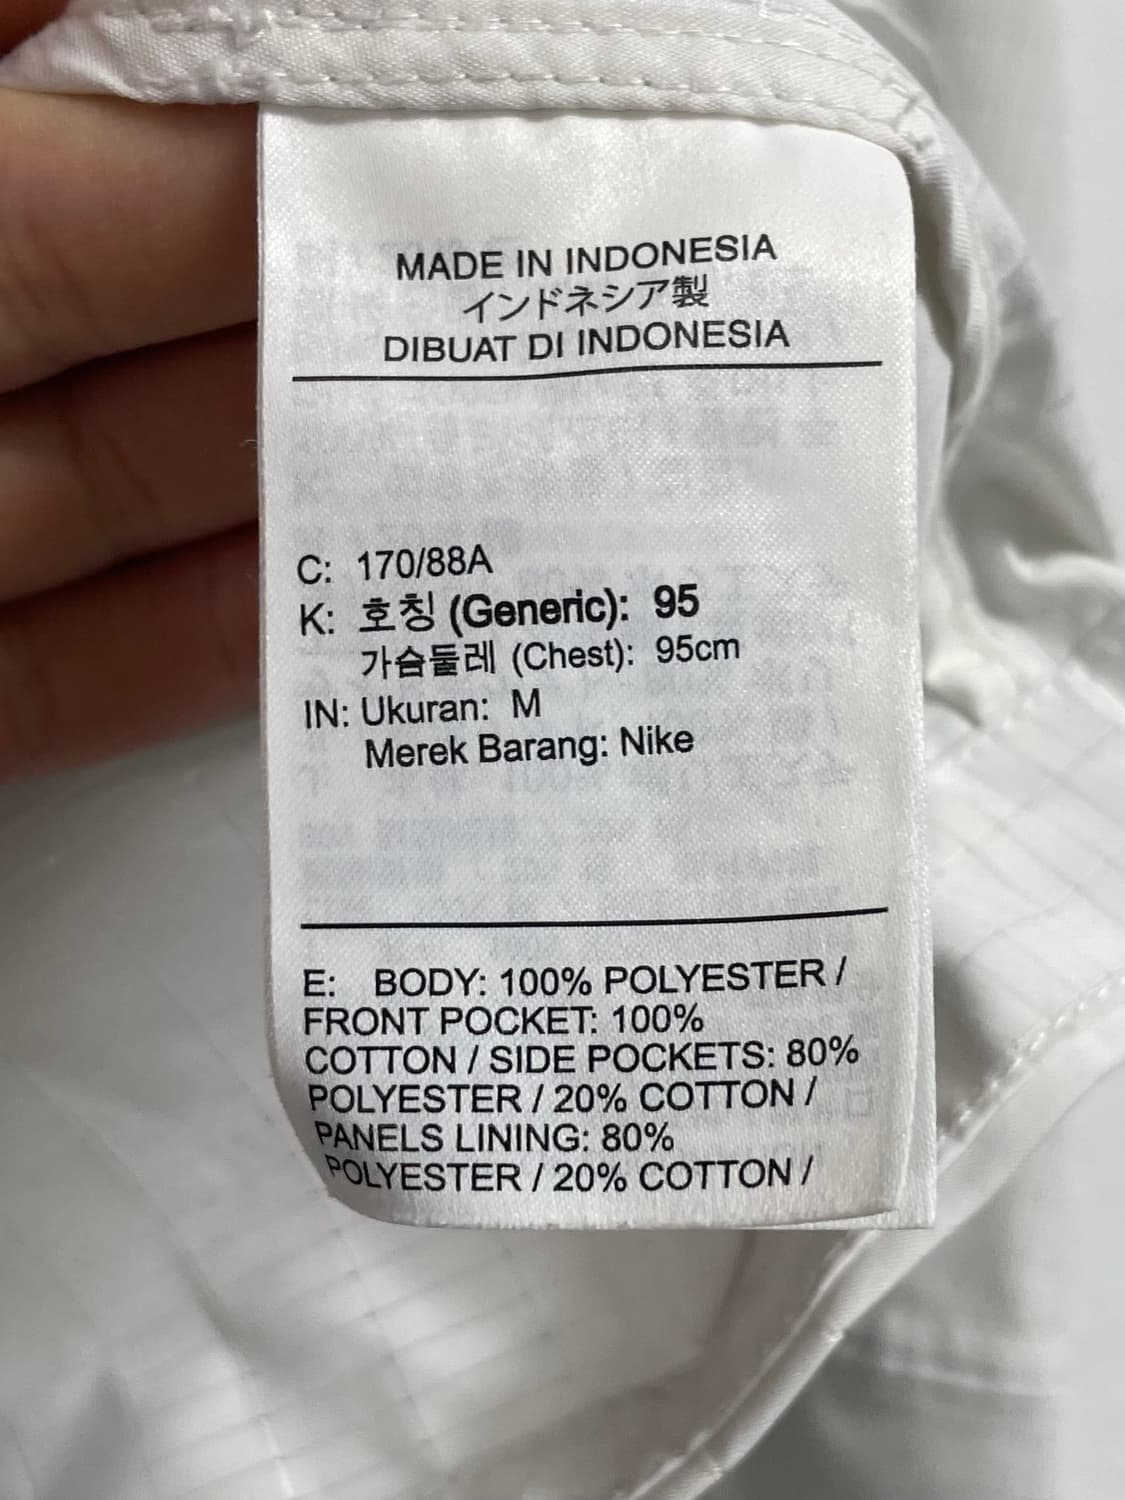 MADE IN INDONESIA
インドネシア製
DIBUAT DI INDONESIA
C: 170/88A
K: 호칭 (Generic): 95
가슴둘레 (Chest): 95cm
IN: Ukuran: M
Merek Barang: Nike
E: BODY: 100% POLYESTER /
FRONT POCKET: 100%
COTTON / SIDE POCKETS: 80%
POLYESTER / 20% COTTON /
PANELS LINING: 80%
POLYESTER / 20% COTTON /